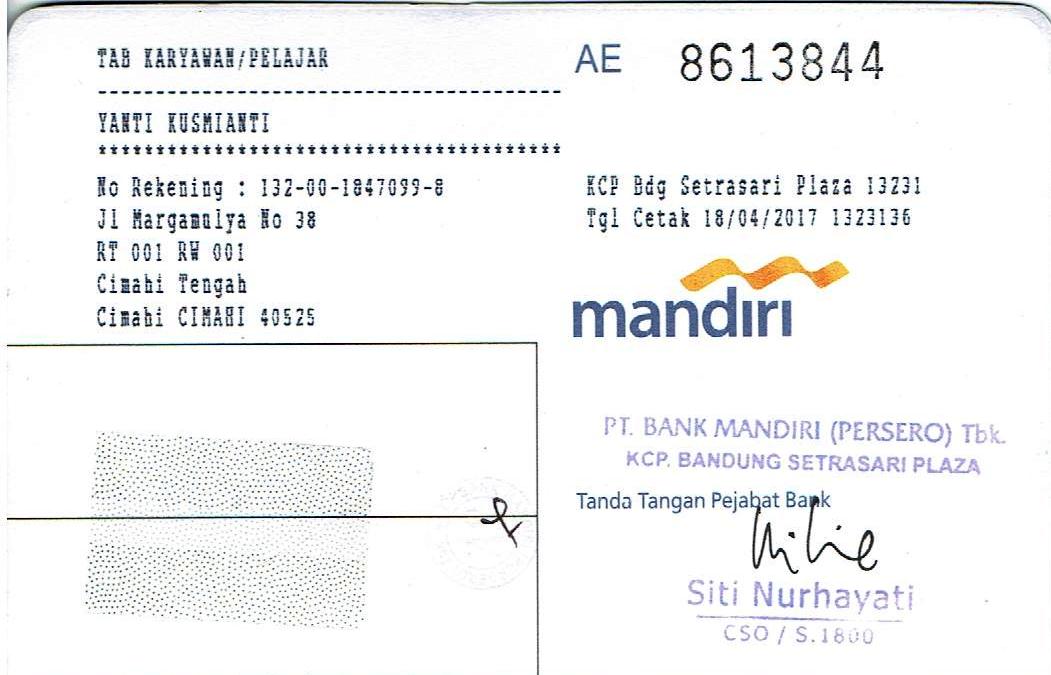 TAB KARYAWAN/PELAJAR
YANTI KUSMIANTI
No Rekening : 132-00-1847099-8
Jl Margamulya No 38
RT 001 RW 001
Cimahi Tengah
Cimahi CIMAHI 40525
AE 8613844
KCP Bdg Setrasari Plaza 13231
Tgl Cetak 18/04/2017 1323136
mandiri
PT. BANK MANDIRI (PERSERO) Tbk.
KCP. BANDUNG SETRASARI PLAZA
Tanda Tangan Pejabat Bank
Siti Nurhayati
CSO / S.1800